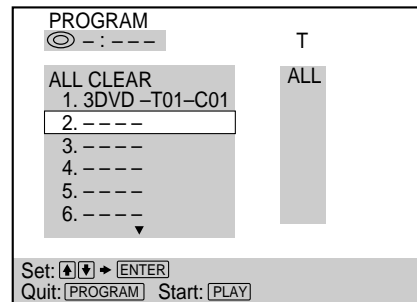 PROGRAM
– : – – – T
ALL CLEAR ALL
1. 3DVD –T01–C01
2. – – – –
3. – – – –
4. – – – –
5. – – – –
6. – – – –
Set: ENTER
Quit: PROGRAM Start: PLAY